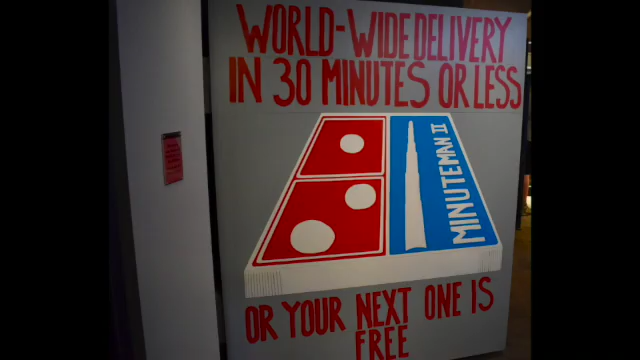 WORLD-WIDE DELIVERY
IN 30 MINUTES OR LESS
MINUTEMAN II
OR YOUR NEXT ONE IS
FREE